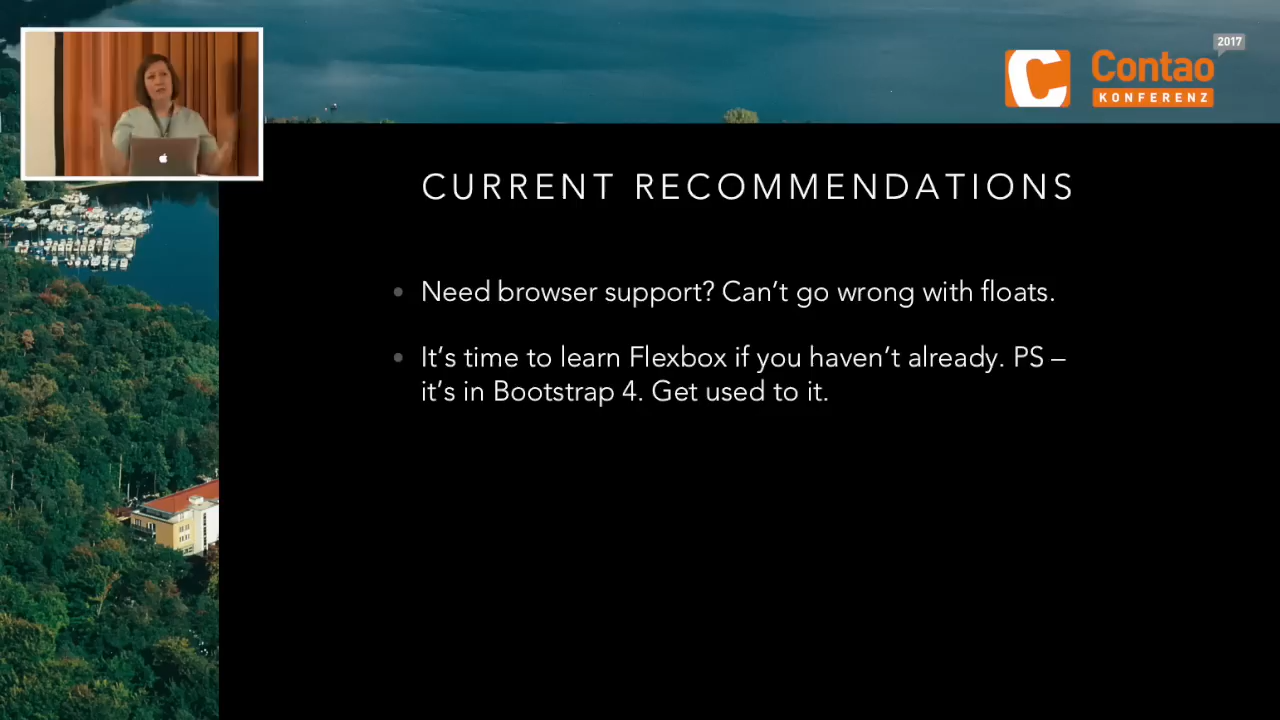 2017
Contao
KONFERENZ
CURRENT RECOMMENDATIONS
• Need browser support? Can’t go wrong with floats.
• It’s time to learn Flexbox if you haven’t already. PS –
it’s in Bootstrap 4. Get used to it.